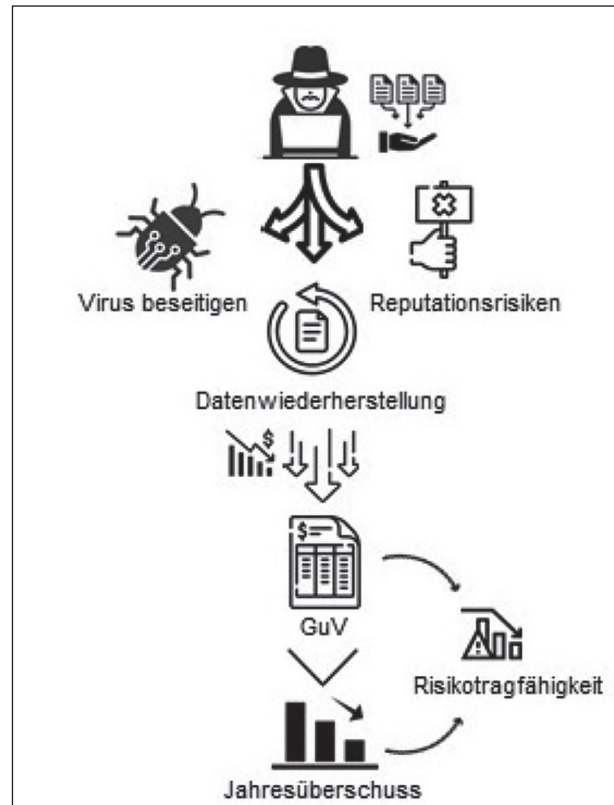 Virus beseitigen
Reputationsrisiken
Datenwiederherstellung
$
$
GuV
Risikotragfähigkeit
Jahresüberschuss